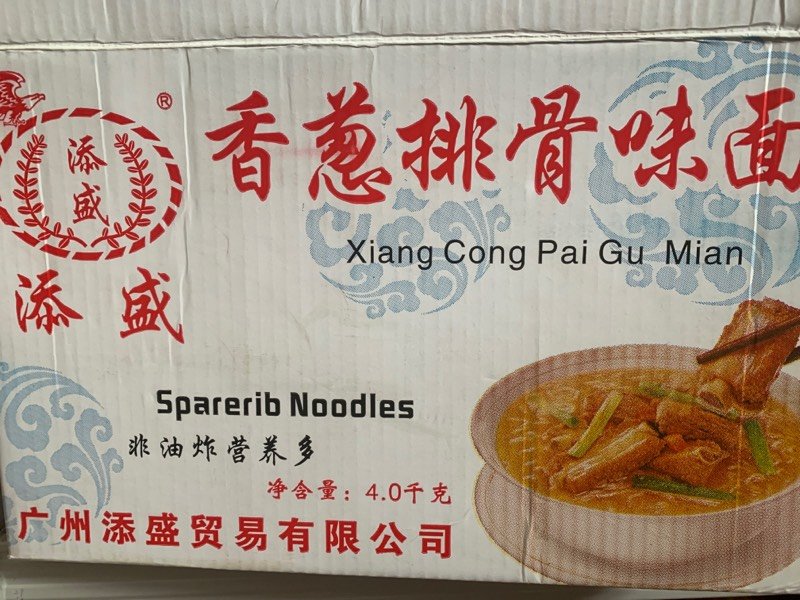 添盛
®
香葱排骨味面
Xiang Cong Pai Gu Mian
添盛
Sparerib Noodles
非油炸营养多
净含量：4.0千克
广州添盛贸易有限公司